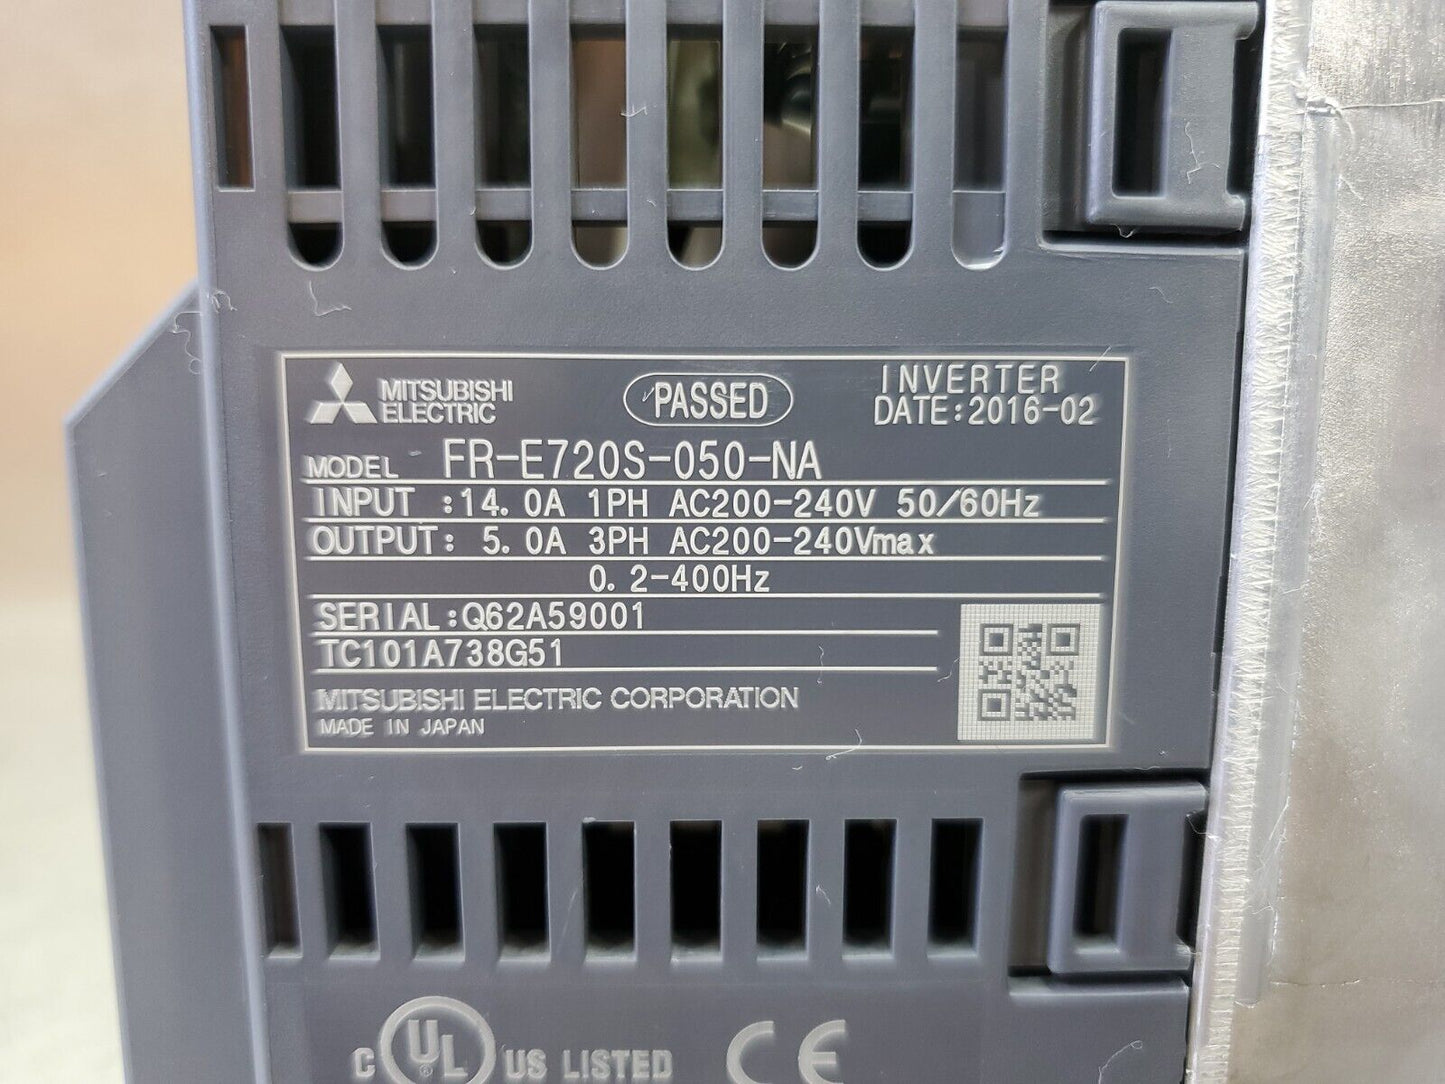 MITSUBISHI
ELECTRIC
PASSED
INVERTER
DATE:2016-02
MODEL FR-E720S-050-NA
INPUT :14.0A 1PH AC200-240V 50/60Hz
OUTPUT: 5.0A 3PH AC200-240Vmax
0.2-400Hz
SERIAL:Q62A59001
TC101A738G51
MITSUBISHI ELECTRIC CORPORATION
MADE IN JAPAN
C UL ® US LISTED CE